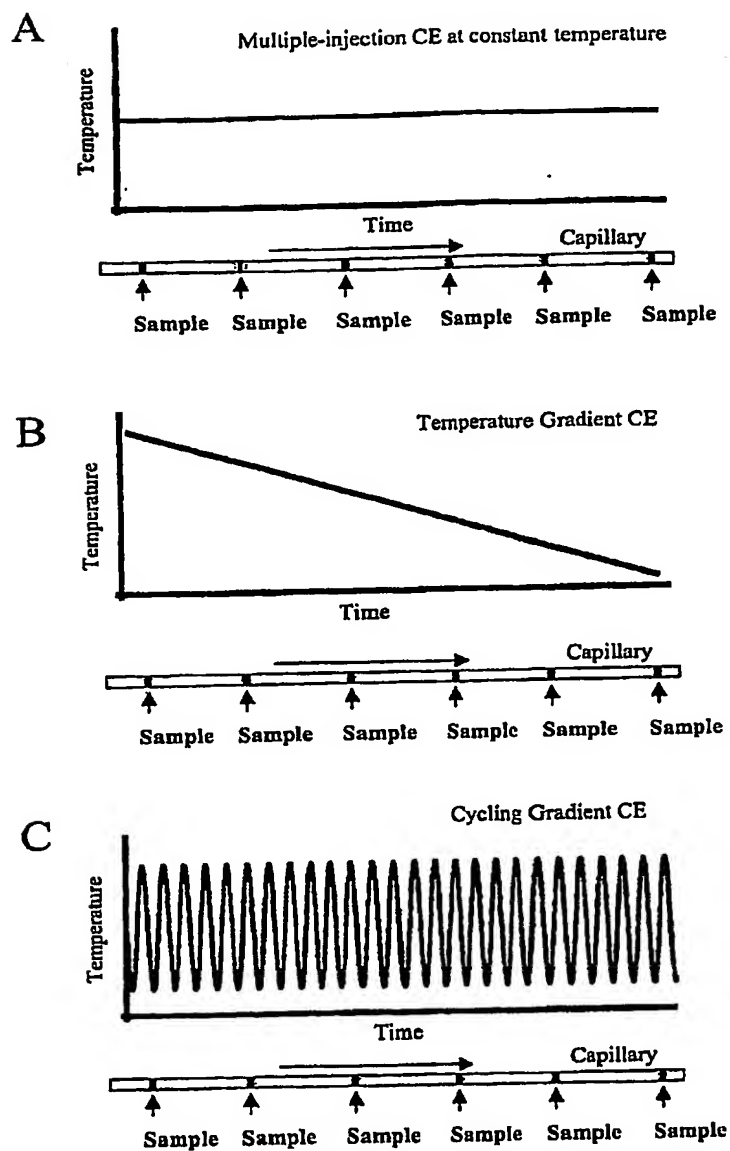 A
Multiple-injection CE at constant temperature
Temperature
Time
Capillary
Sample Sample Sample Sample Sample Sample
B
Temperature Gradient CE
Temperature
Time
Capillary
Sample Sample Sample Sample Sample Sample
C
Cycling Gradient CE
Temperature
Time
Capillary
Sample Sample Sample Sample Sample Sample